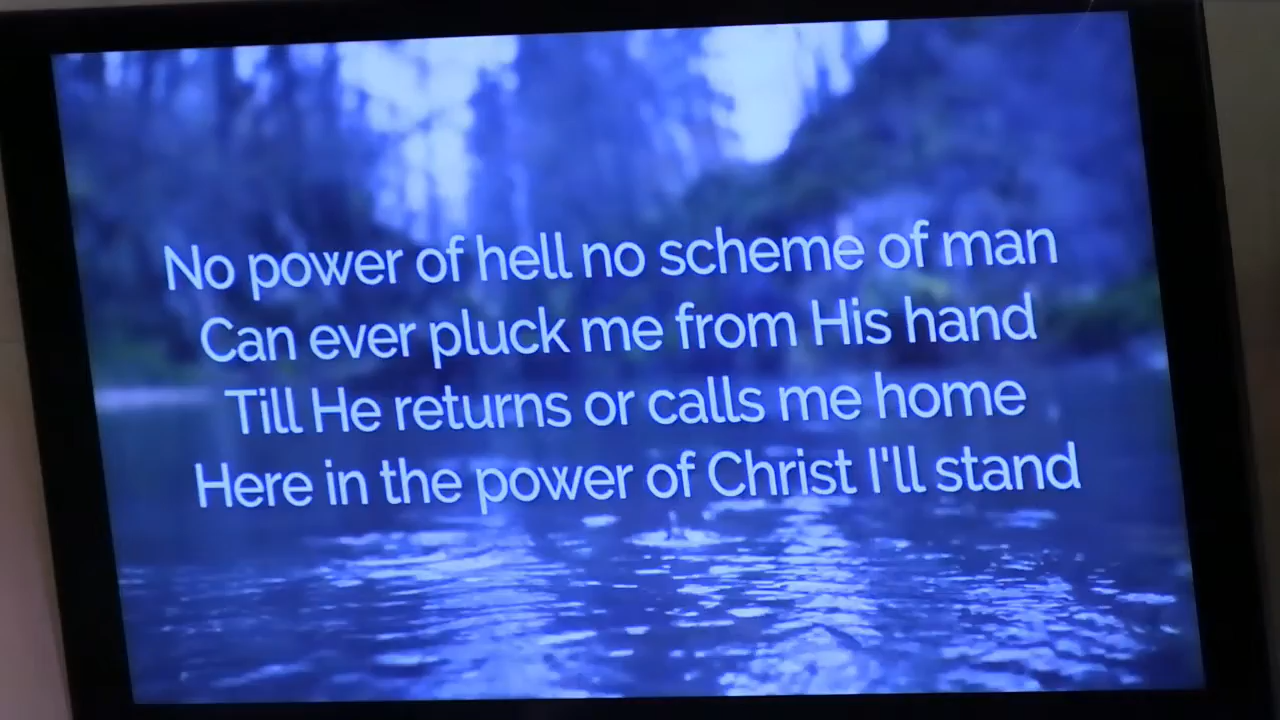 No power of hell no scheme of man
Can ever pluck me from His hand
Till He returns or calls me home
Here in the power of Christ I'll stand